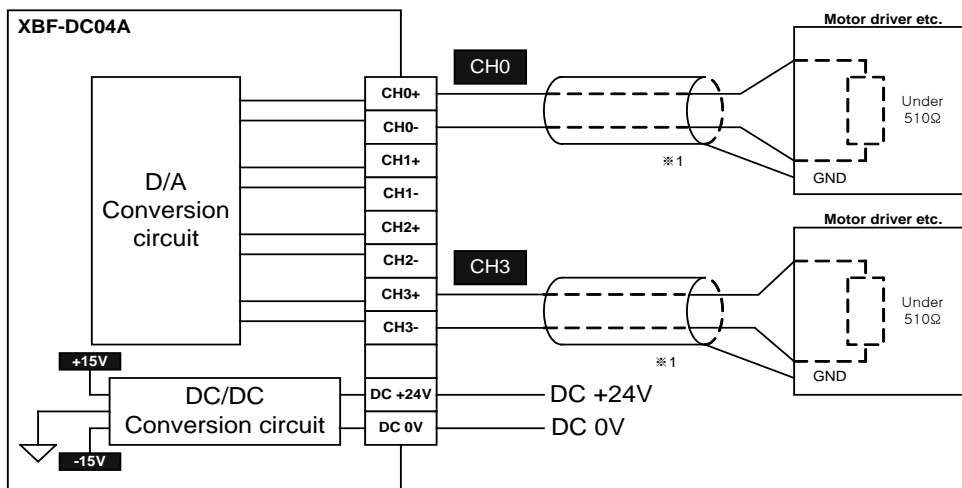 XBF-DC04A
D/A
Conversion
circuit
CH0+
CH0-
CH1+
CH1-
CH2+
CH2-
CH3+
CH3-
DC +24V
DC 0V
+15V
DC/DC
Conversion circuit
-15V
CH0
※1
Motor driver etc.
Under
510Ω
GND
CH3
※1
Motor driver etc.
Under
510Ω
GND
DC +24V
DC 0V